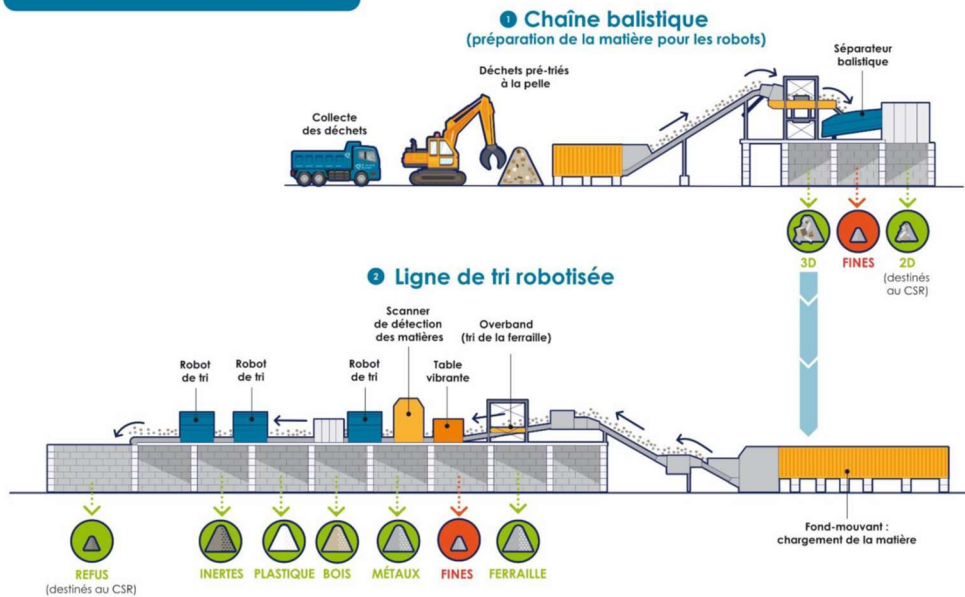 1 Chaîne balistique
(préparation de la matière pour les robots)
Collecte
des déchets
Déchets pré-triés
à la pelle
Séparateur
balistique
3D
FINES
2D
(destinés
au CSR)
2 Ligne de tri robotisée
Robot
de tri
Robot
de tri
Robot
de tri
Scanner
de détection
des matières
Table
vibrante
Overband
(tri de la ferraille)
Fond-mouvant :
chargement de la matière
REFUS
(destinés au CSR)
INERTES
PLASTIQUE
BOIS
MÉTAUX
FINES
FERRAILLE